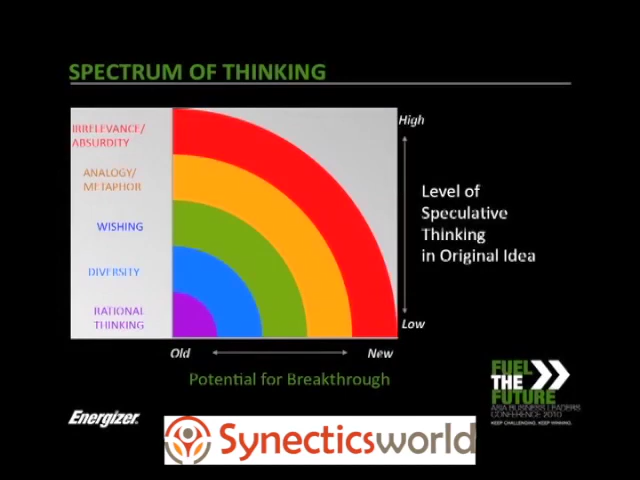 SPECTRUM OF THINKING
IRRELEVANCE/
ABSURDITY
ANALOGY/
METAPHOR
WISHING
DIVERSITY
RATIONAL
THINKING
High
Level of
Speculative
Thinking
in Original Idea
Low
Old
New
Potential for Breakthrough
FUEL
THE
FUTURE
ASIA BUSINESS LEADERS
CONFERENCE 2010
KEEP CHALLENGING. KEEP WINNING.
Energizer.
Synecticsworld